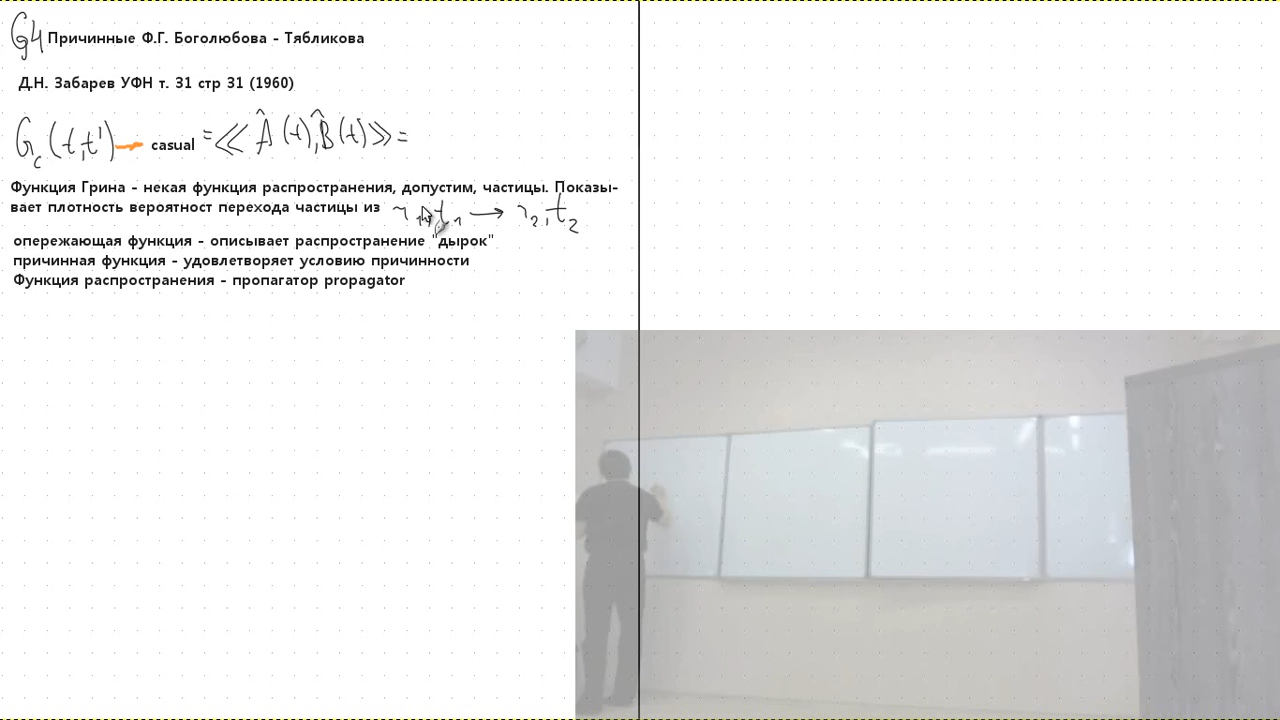 G4 Причинные Ф.Г. Боголюбова - Тябликова
Д.Н. Забарев УФН т. 31 стр 31 (1960)
G_c(t,t') → casual = ≪Â(t),B̂(t)≫ =
Функция Грина - некая функция распространения, допустим, частицы. Показы-
вает плотность вероятност перехода частицы из r₁,t₁ → r₂,t₂
опережающая функция - описывает распространение "дырок"
причинная функция - удовлетворяет условию причинности
Функция распространения - пропагатор propagator